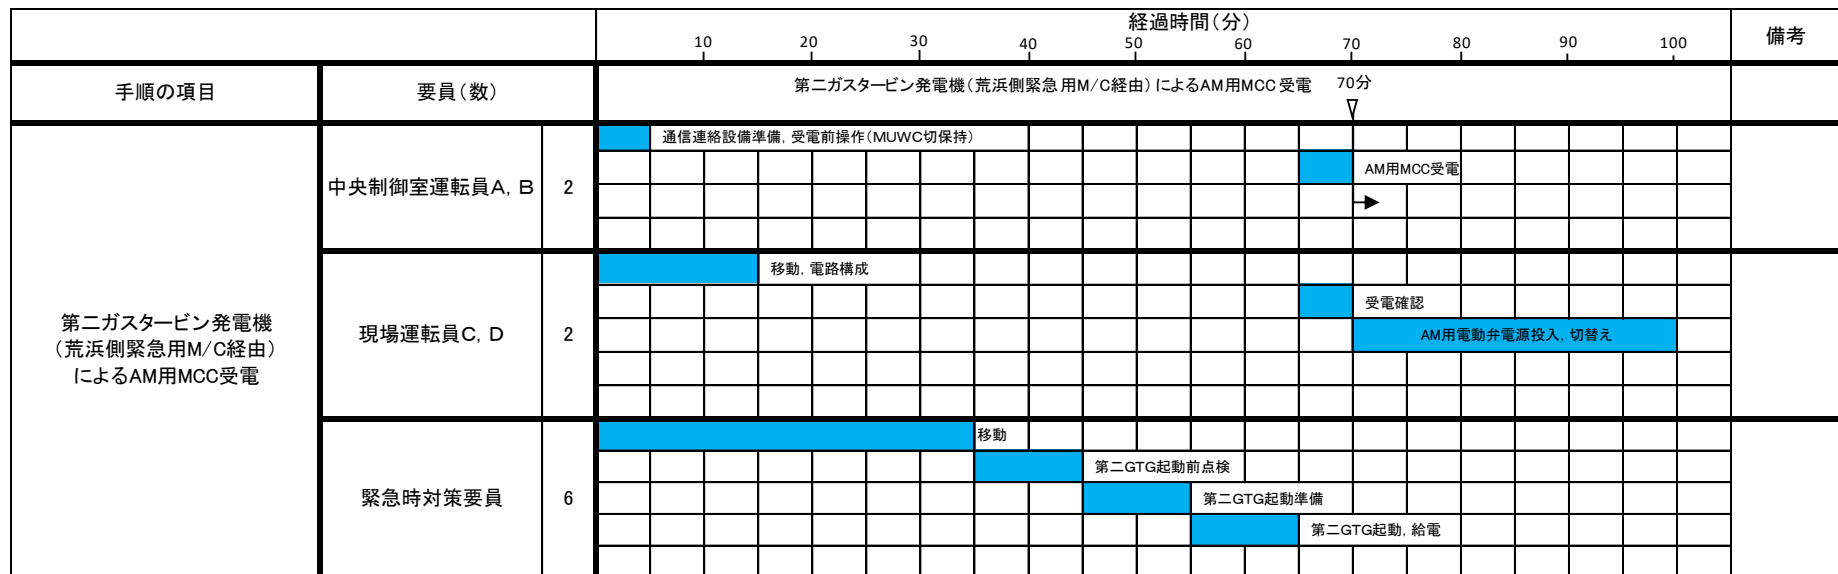 経過時間(分)
備考
10 20 30 40 50 60 70 80 90 100
手順の項目
要員(数)
第二ガスタービン発電機(荒浜側緊急用M/C経由)によるAM用MCC受電 70分
通信連絡設備準備, 受電前操作(MUWC切保持)
中央制御室運転員A, B
2
AM用MCC受電
移動, 電路構成
現場運転員C, D
2
受電確認
AM用電動弁電源投入, 切替え
第二ガスタービン発電機
(荒浜側緊急用M/C経由)
によるAM用MCC受電
移動
緊急時対策要員
6
第二GTG起動前点検
第二GTG起動準備
第二GTG起動, 給電